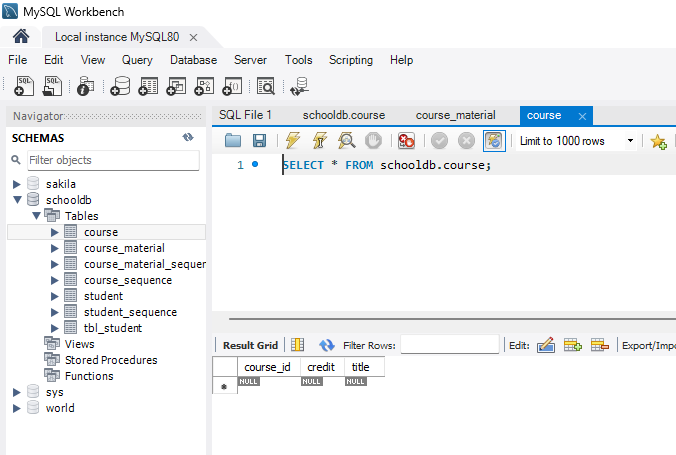 MySQL Workbench
Local instance MySQL80
File Edit View Query Database Server Tools Scripting Help
SQL SQL
Navigator
SCHEMAS
Filter objects
sakila
schooldb
Tables
course
course_material
course_material_sequer
course_sequence
student
student_sequence
tbl_student
Views
Stored Procedures
Functions
sys
world
SQL File 1 schooldb.course course_material course
Limit to 1000 rows
1 SELECT * FROM schooldb.course;
Result Grid Filter Rows: Edit: Export/Impo
course_id credit title
NULL NULL NULL